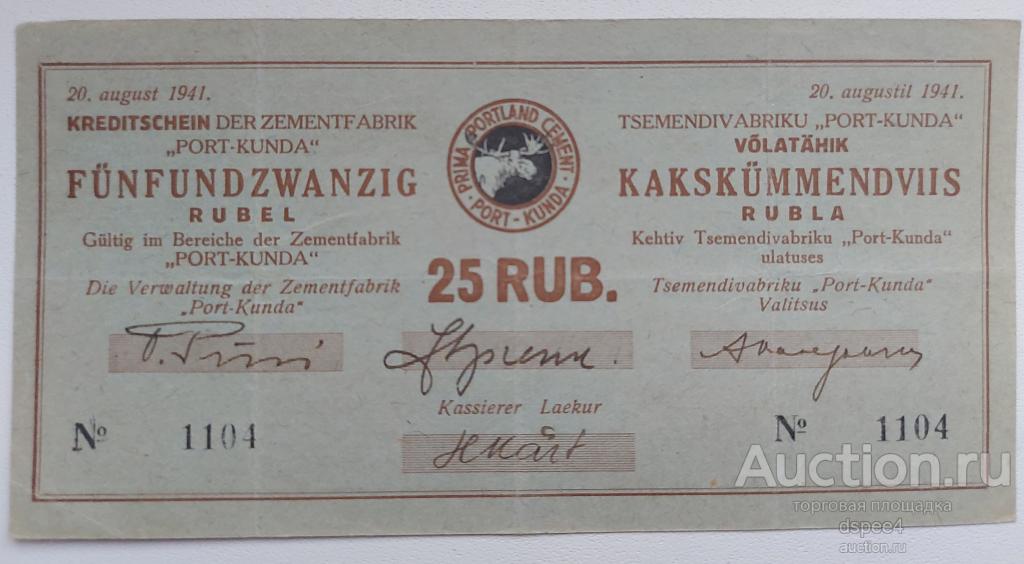 20. august 1941.
KREDITSCHEIN DER ZEMENTFABRIK
„PORT-KUNDA“
FÜNFUNDZWANZIG
RUBEL
Gültig im Bereiche der Zementfabrik
„PORT-KUNDA“
Die Verwaltung der Zementfabrik
„Port-Kunda“
PRIMA PORTLAND CEMENT
PORT-KUNDA
25 RUB.
20. augustil 1941.
TSEMENDIVABRIKU „PORT-KUNDA“
VÕLATÄHIK
KAKSKÜMMENDVIIS
RUBLA
Kehtiv Tsemendivabriku „Port-Kunda“
ulatuses
Tsemendivabriku „Port-Kunda“
Valitsus
Kassierer Laekur
№ 1104
№ 1104
Auction.ru
торговая площадка
dspee4
auction.ru